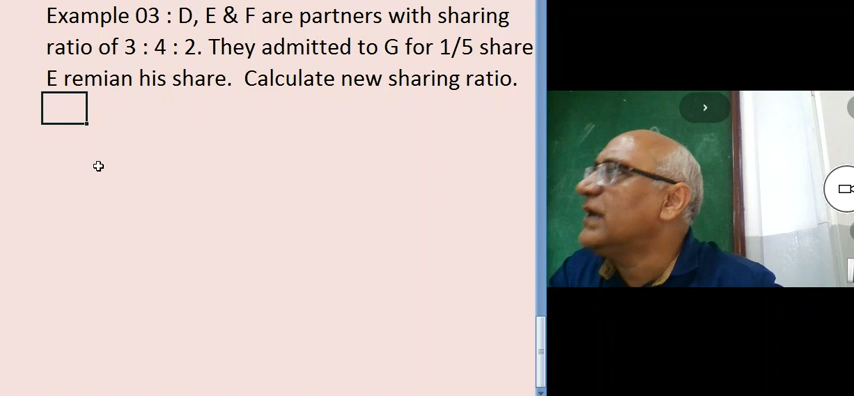 Example 03 : D, E & F are partners with sharing
ratio of 3 : 4 : 2. They admitted to G for 1/5 share
E remian his share.  Calculate new sharing ratio.